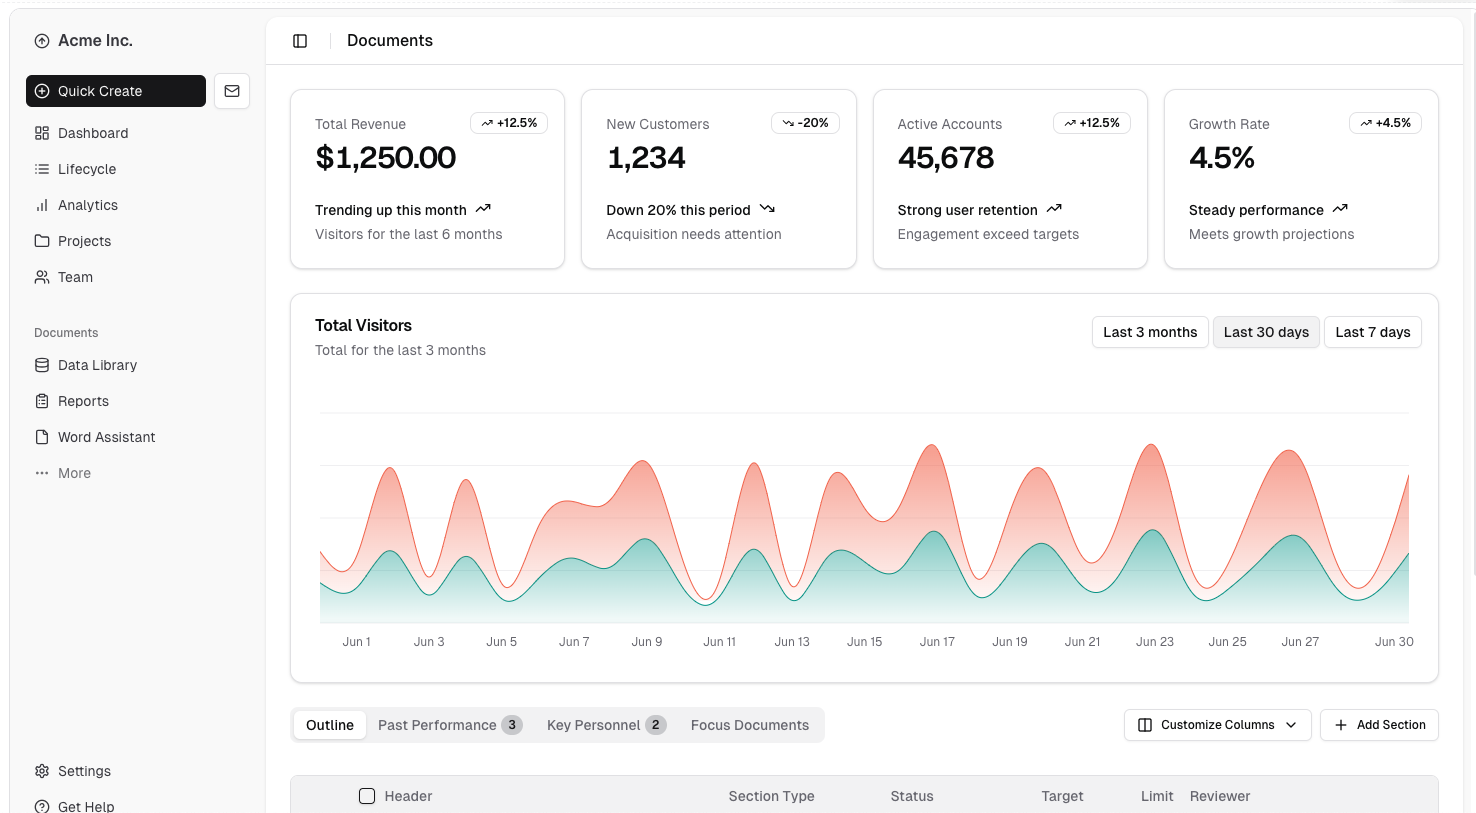 Acme Inc.
Quick Create
Dashboard
Lifecycle
Analytics
Projects
Team
Documents
Data Library
Reports
Word Assistant
More
Settings
Get Help
Documents
Total Revenue
+12.5%
$1,250.00
Trending up this month
Visitors for the last 6 months
New Customers
-20%
1,234
Down 20% this period
Acquisition needs attention
Active Accounts
+12.5%
45,678
Strong user retention
Engagement exceed targets
Growth Rate
+4.5%
4.5%
Steady performance
Meets growth projections
Total Visitors
Total for the last 3 months
Last 3 months
Last 30 days
Last 7 days
Jun 1 Jun 3 Jun 5 Jun 7 Jun 9 Jun 11 Jun 13 Jun 15 Jun 17 Jun 19 Jun 21 Jun 23 Jun 25 Jun 27 Jun 30
Outline Past Performance 3 Key Personnel 2 Focus Documents
Customize Columns
Add Section
Header Section Type Status Target Limit Reviewer